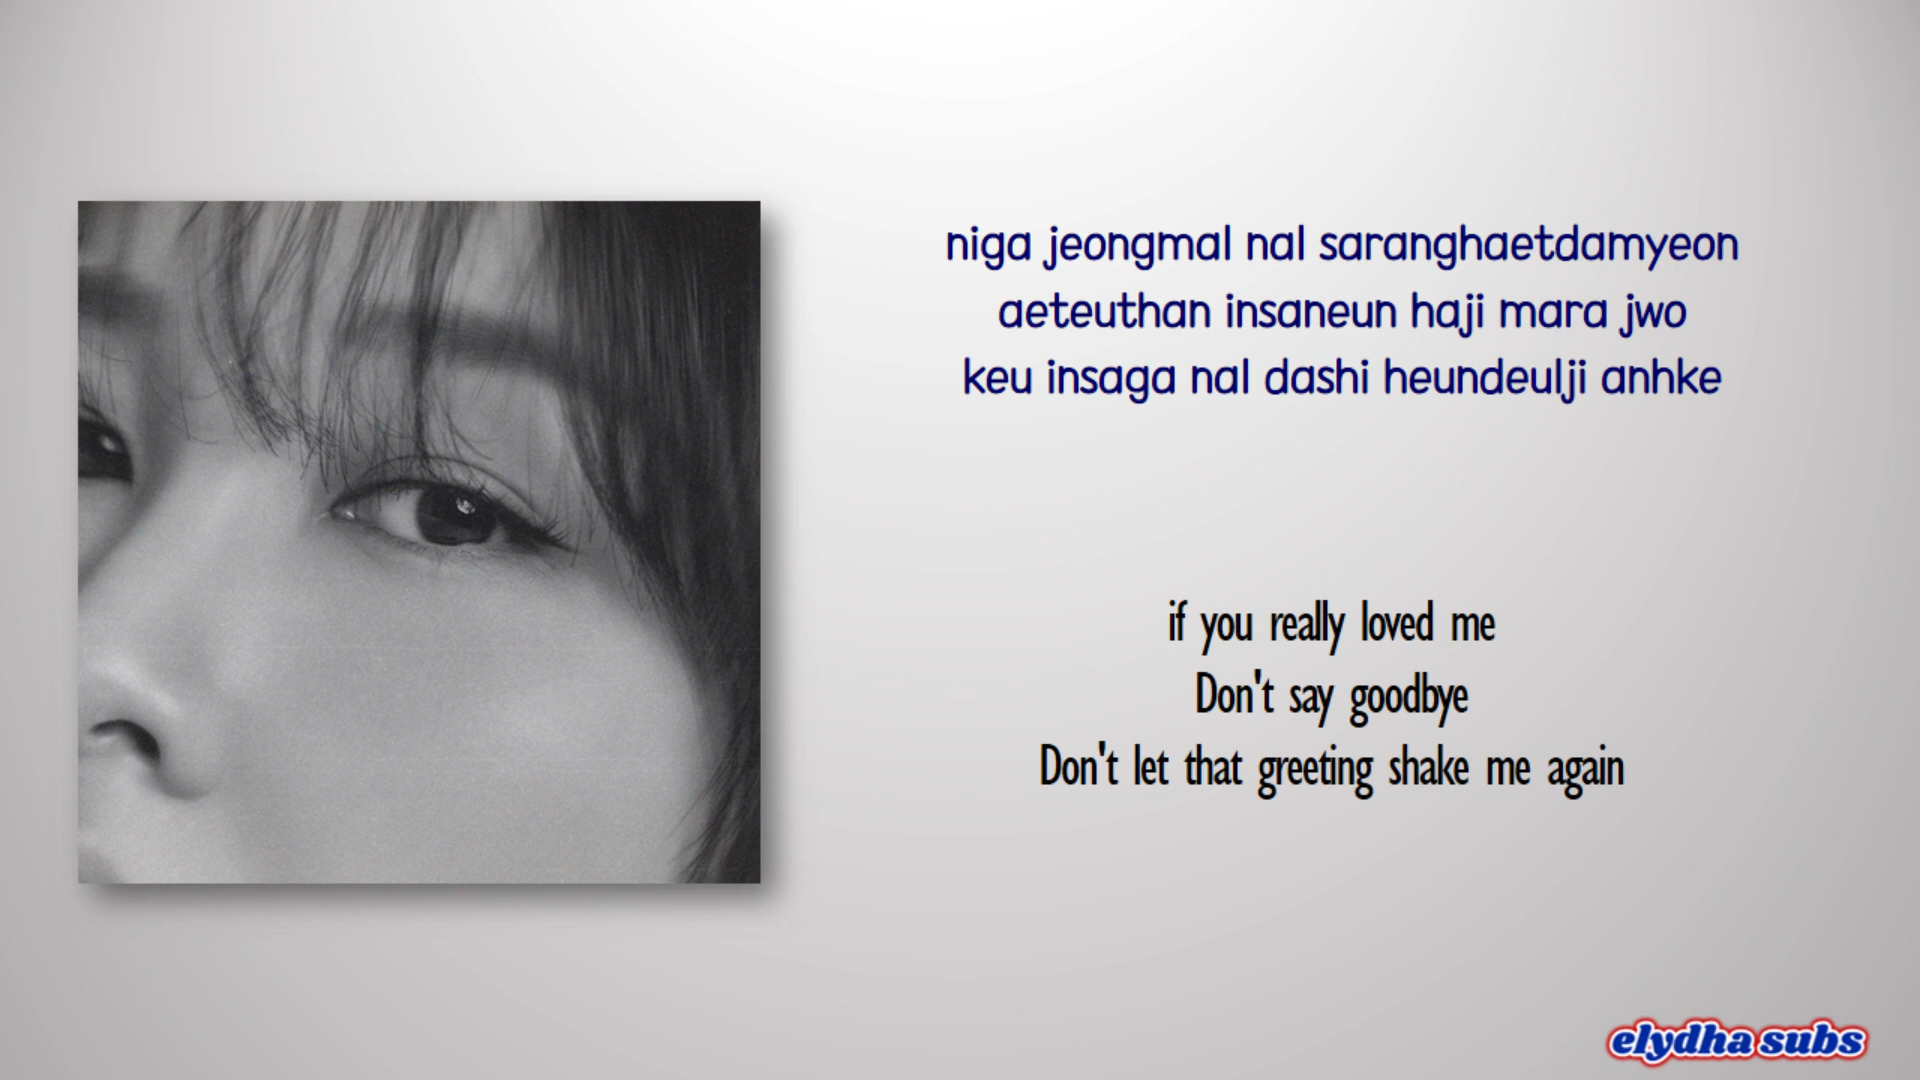 niga jeongmal nal saranghaetdamyeon
aeteuthan insaneun haji mara jwo
keu insaga nal dashi heundeulji anhke
if you really loved me
Don't say goodbye
Don't let that greeting shake me again
elydha subs